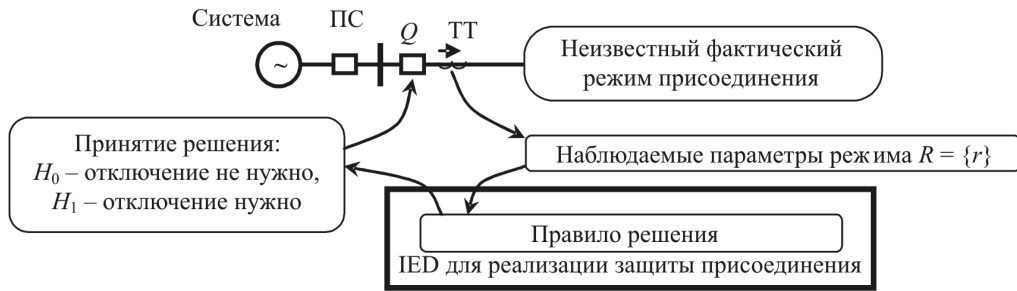 Система
ПС
Q
ТТ
~
Неизвестный фактический
режим присоединения
Принятие решения:
H₀ – отключение не нужно,
H₁ – отключение нужно
Наблюдаемые параметры режима R = {r}
Правило решения
IED для реализации защиты присоединения